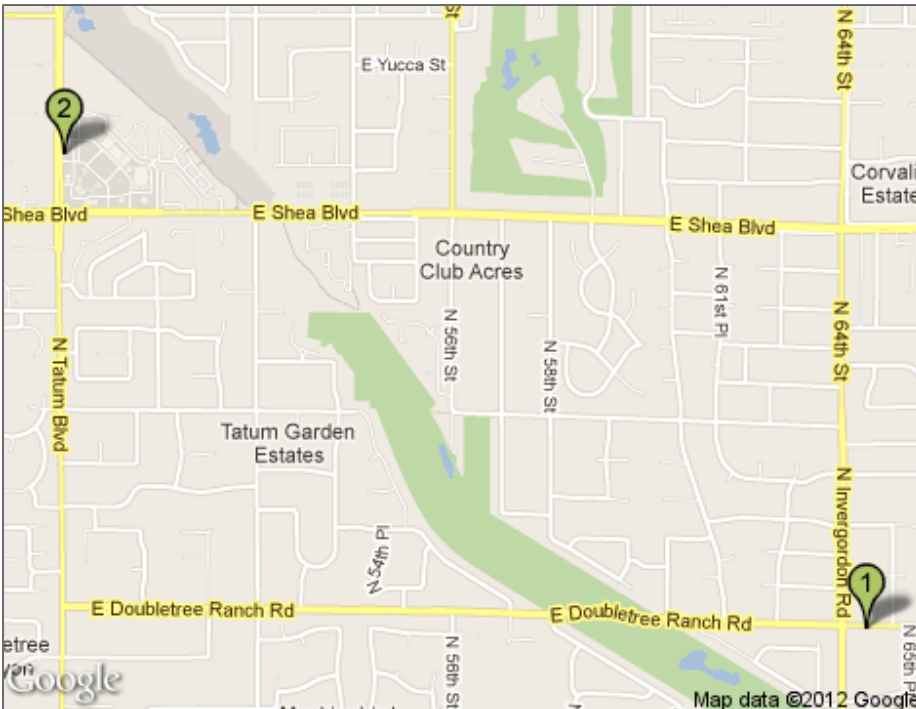 St
N 64th St
E Yucca St
2
Corvali
Estate
Shea Blvd
E Shea Blvd
E Shea Blvd
Country
Club Acres
N 61st Pl
N 56th St
N 64th St
N Tatum Blvd
N 58th St
Tatum Garden
Estates
N Invergordon Rd
N 54th Pl
1
E Doubletree Ranch Rd
E Doubletree Ranch Rd
N 56th St
N 65th P
etree
Google
Map data ©2012 Google